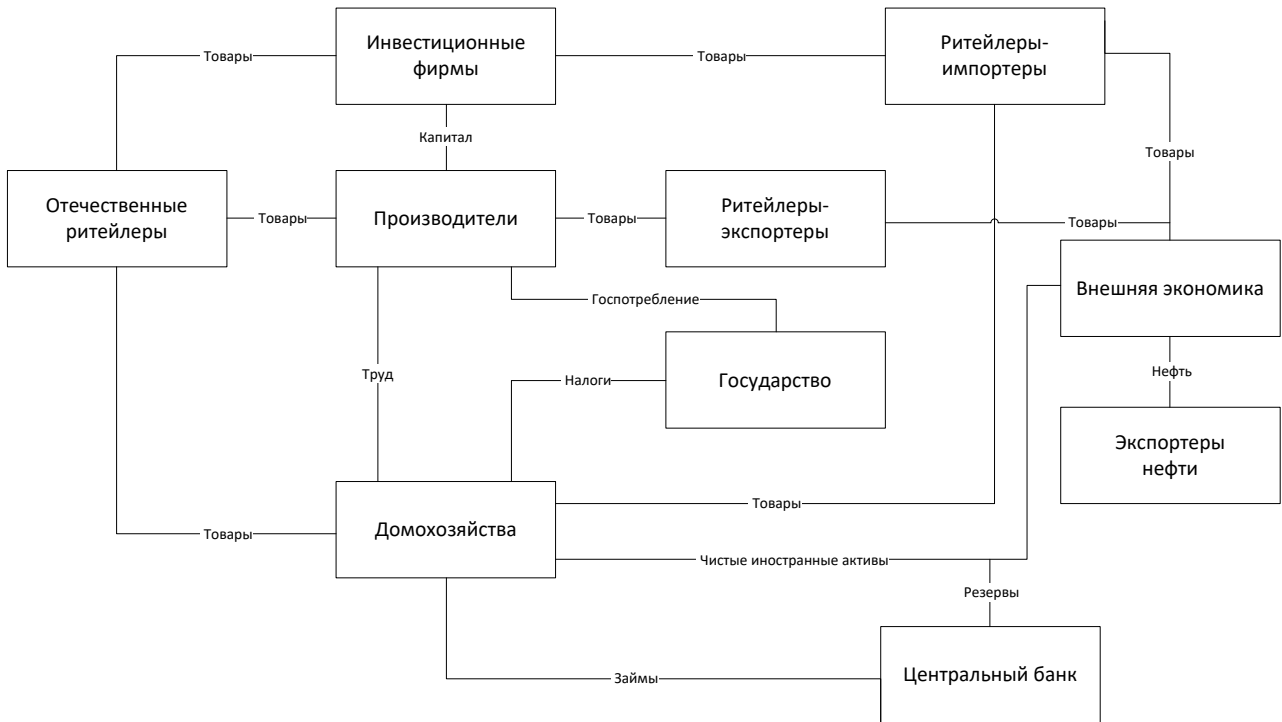 Товары
Инвестиционные
фирмы
Товары
Ритейлеры-
импортеры
Капитал
Товары
Отечественные
ритейлеры
Товары
Производители
Товары
Ритейлеры-
экспортеры
Товары
Внешняя экономика
Госпотребление
Труд
Налоги
Государство
Нефть
Экспортеры
нефти
Товары
Домохозяйства
Товары
Чистые иностранные активы
Резервы
Займы
Центральный банк